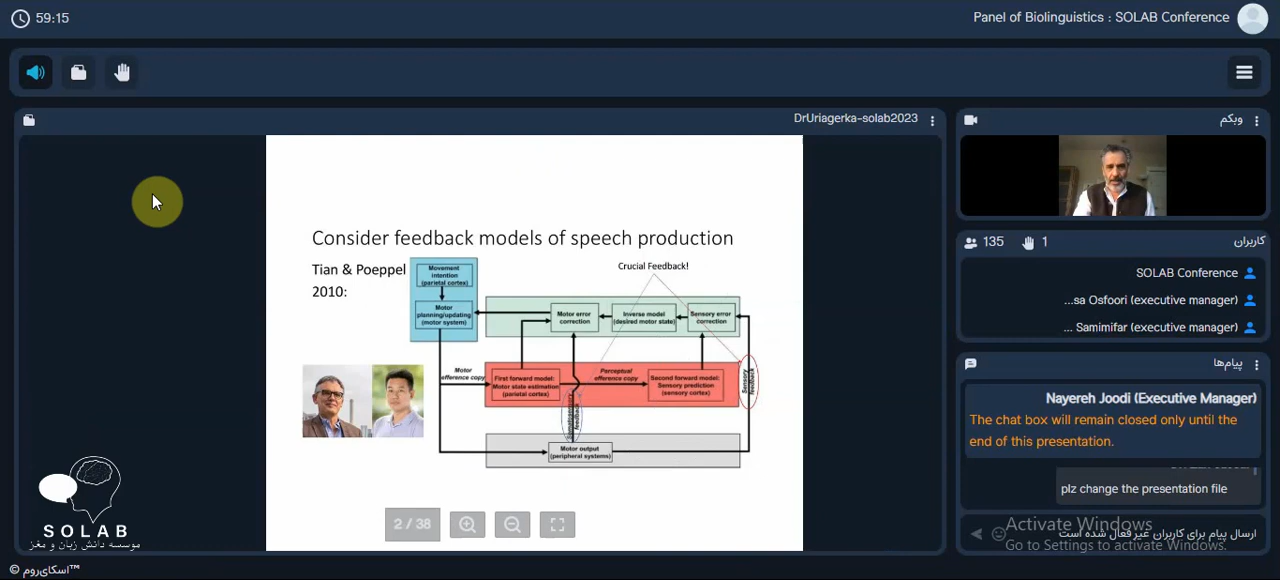 59:15
Panel of Biolinguistics : SOLAB Conference
DrUriagerka-solab2023
وبکم
Consider feedback models of speech production
Tian & Poeppel
2010:
Crucial Feedback!
Movement
intention
(parietal cortex)
Motor
planning/updating
(motor system)
Motor error
correction
Inverse model
(desired motor state)
Sensory error
correction
Motor
efference copy
First forward model:
Motor state estimation
(parietal cortex)
Perceptual
efference copy
Second forward model:
Sensory prediction
(sensory cortex)
Sensory
feedback
Somatosensory
feedback
Motor output
(peripheral systems)
2 / 38
SOLAB
موسسه دانش زبان و مغز
135
1
کاربران
SOLAB Conference
...sa Osfoori (executive manager)
... Samimifar (executive manager)
پیام‌ها
Nayereh Joodi (Executive Manager)
The chat box will remain closed only until the
end of this presentation.
plz change the presentation file
ارسال پیام برای کاربران غیر فعال شده است
Activate Windows
Go to Settings to activate Windows.
© اسکای‌روم™